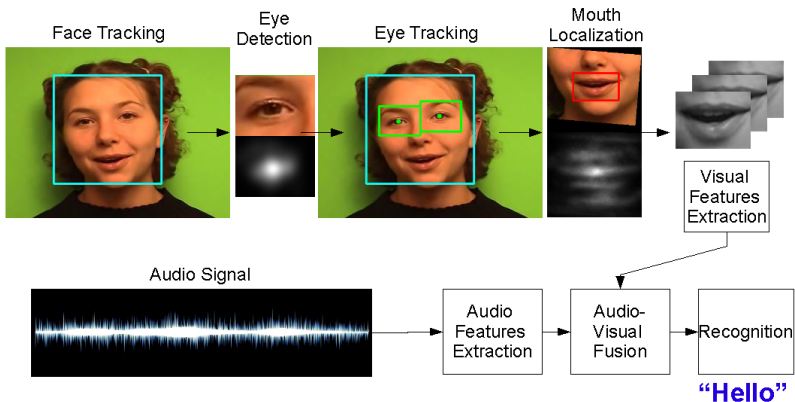 Face Tracking
Eye
Detection
Eye Tracking
Mouth
Localization
Visual
Features
Extraction
Audio Signal
Audio
Features
Extraction
Audio-
Visual
Fusion
Recognition
“Hello”